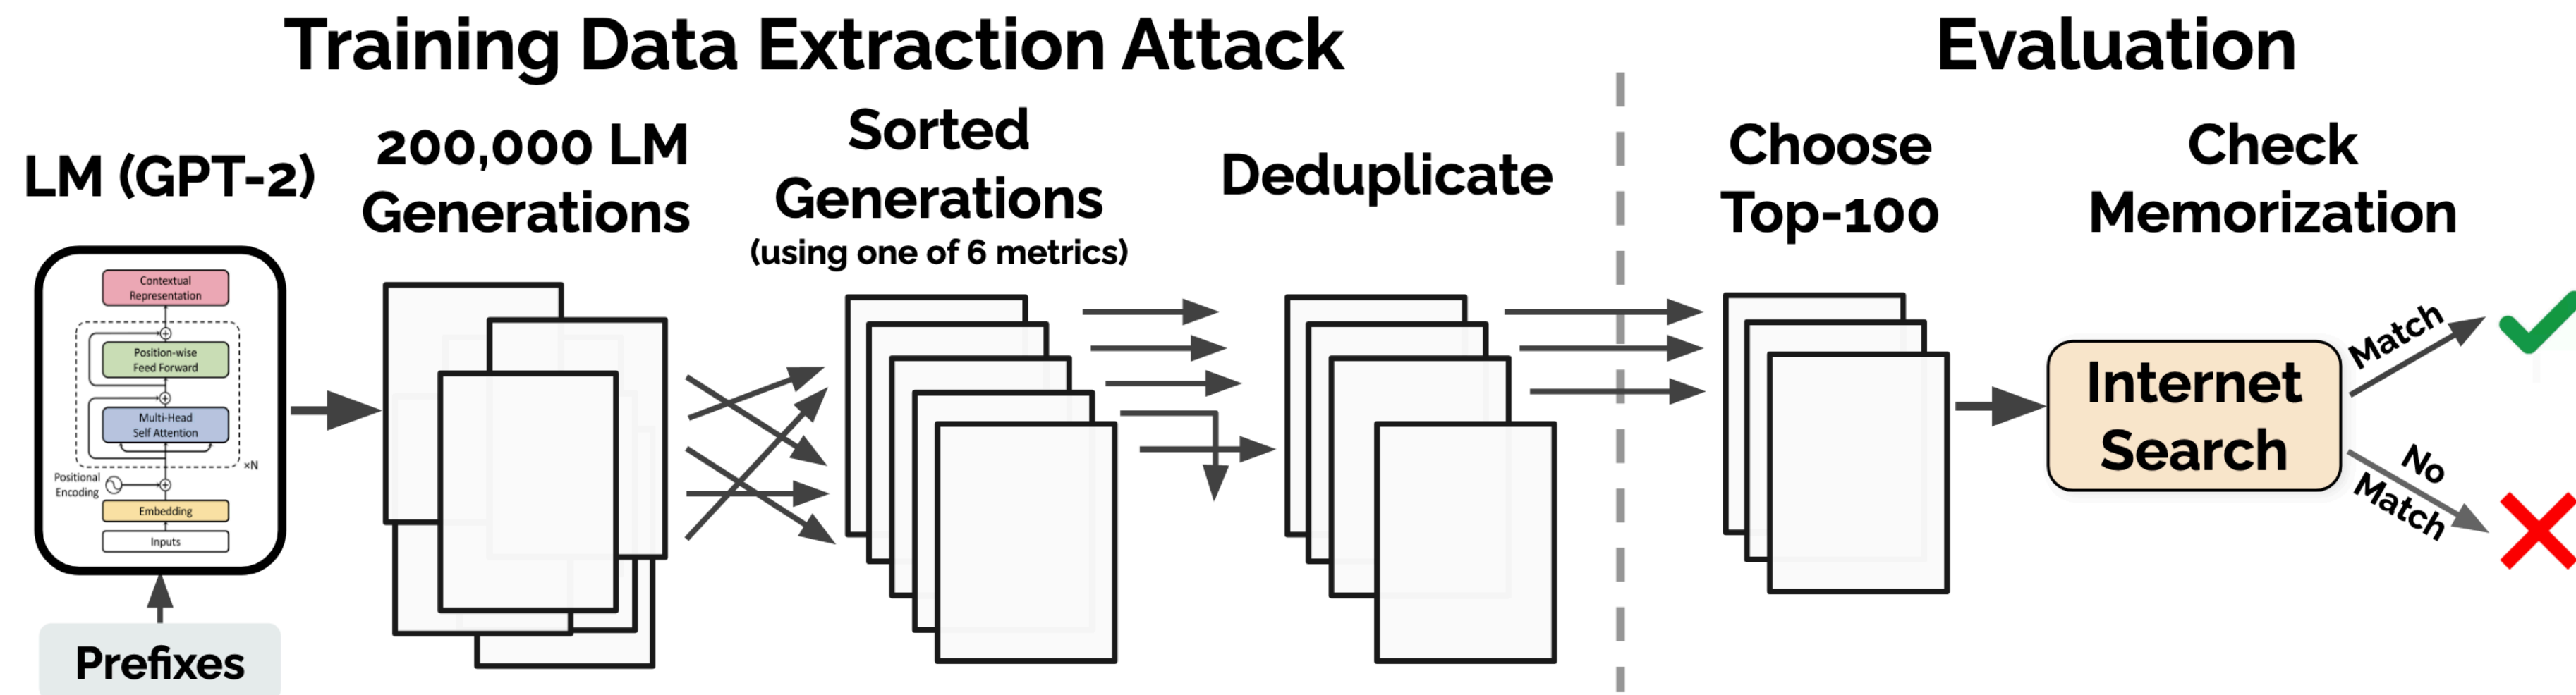 Training Data Extraction Attack
Evaluation
LM (GPT-2)
200,000 LM
Generations
Sorted
Generations
(using one of 6 metrics)
Deduplicate
Choose
Top-100
Check
Memorization
Contextual
Representation
Position-wise
Feed Forward
Multi-Head
Self Attention
×N
Positional
Encoding
Embedding
Inputs
Prefixes
Internet
Search
Match
No
Match